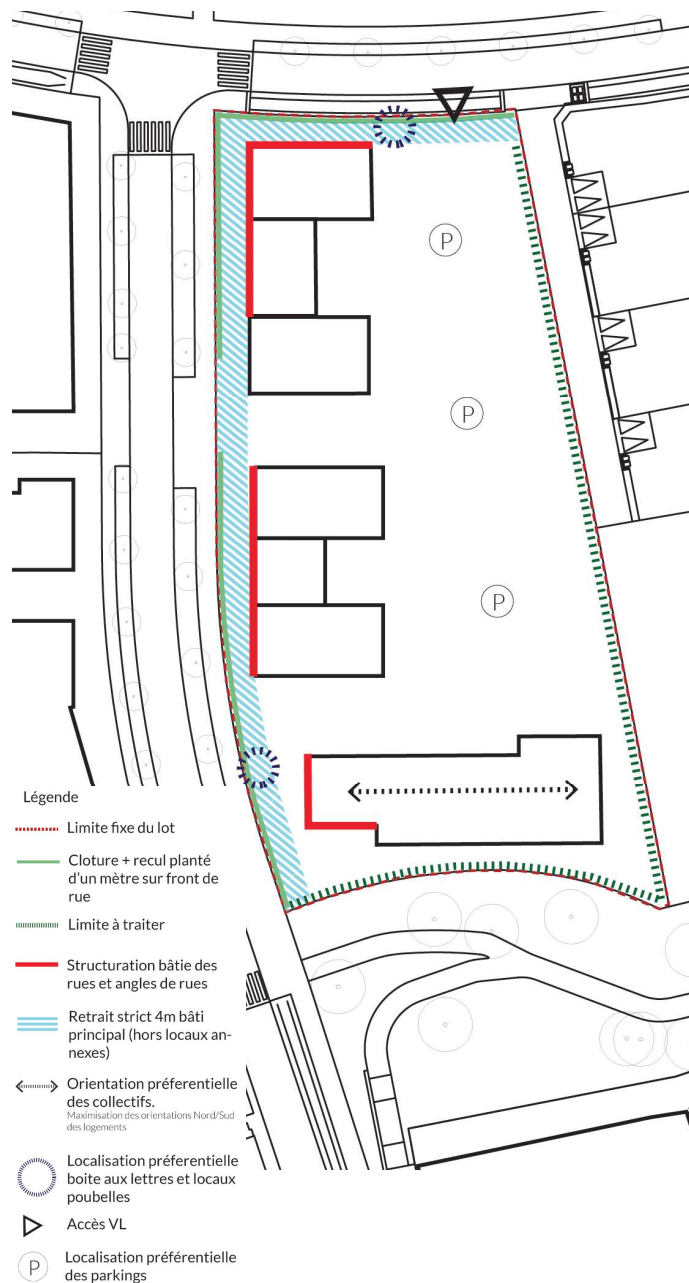 P
P
P
Légende
Limite fixe du lot
Cloture + recul planté
d'un mètre sur front de
rue
Limite à traiter
Structuration bâtie des
rues et angles de rues
Retrait strict 4m bâti
principal (hors locaux an-
nexes)
Orientation préferentielle
des collectifs.
Maximisation des orientations Nord/Sud
des logements
Localisation préferentielle
boite aux lettres et locaux
poubelles
Accès VL
P
Localisation préférentielle
des parkings